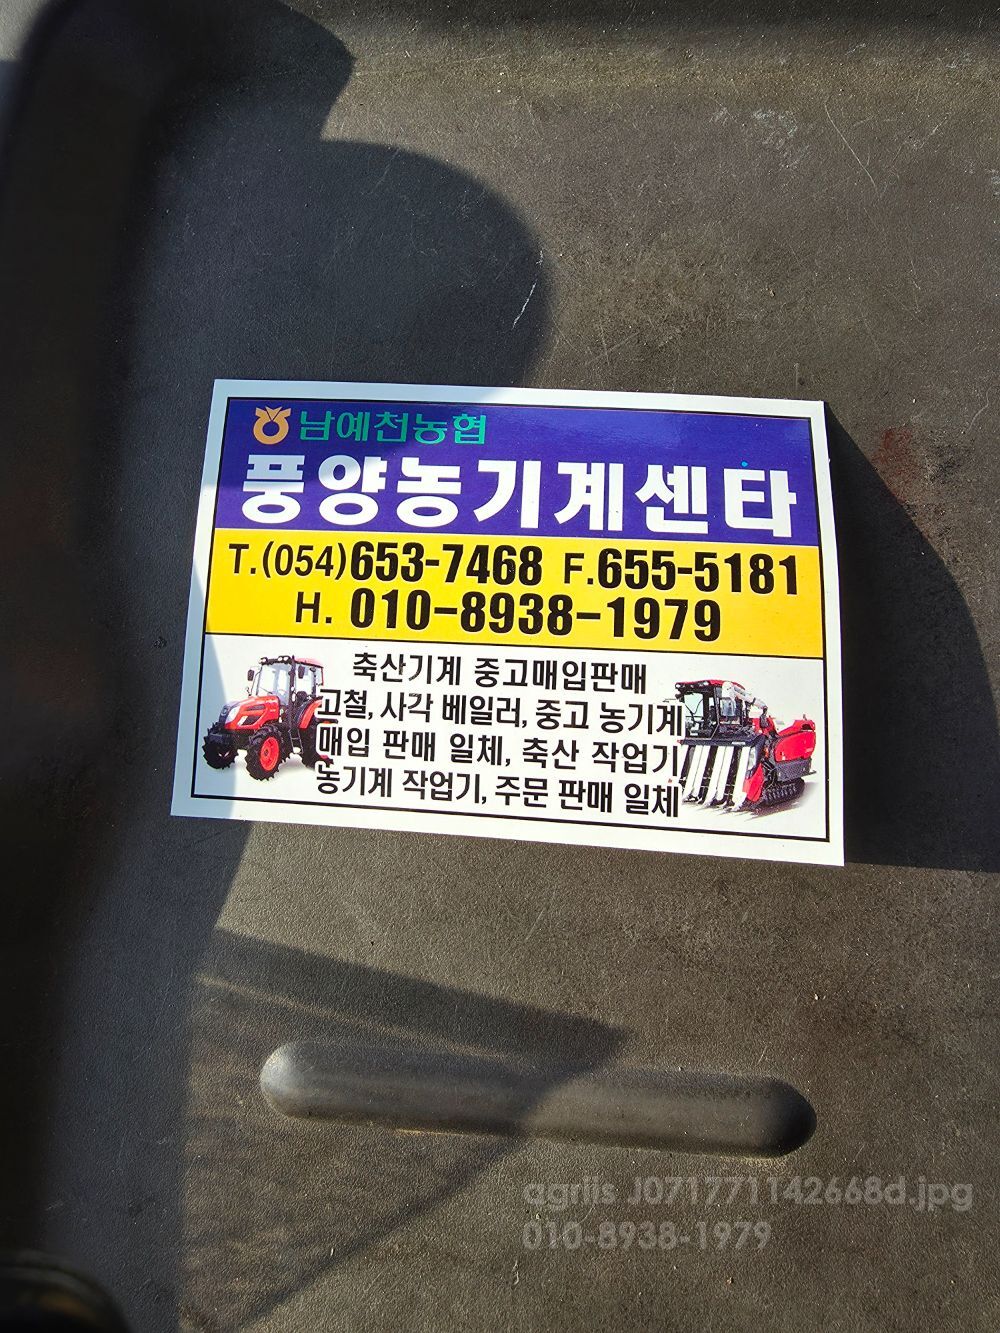 남예천농협
풍양농기계센타
T.(054)653-7468 F.655-5181
H. 010-8938-1979
축산기계 중고매입판매
고철, 사각 베일러, 중고 농기계
매입 판매 일체, 축산 작업기
농기계 작업기, 주문 판매 일체
agriis J071771142668d.jpg
010-8938-1979